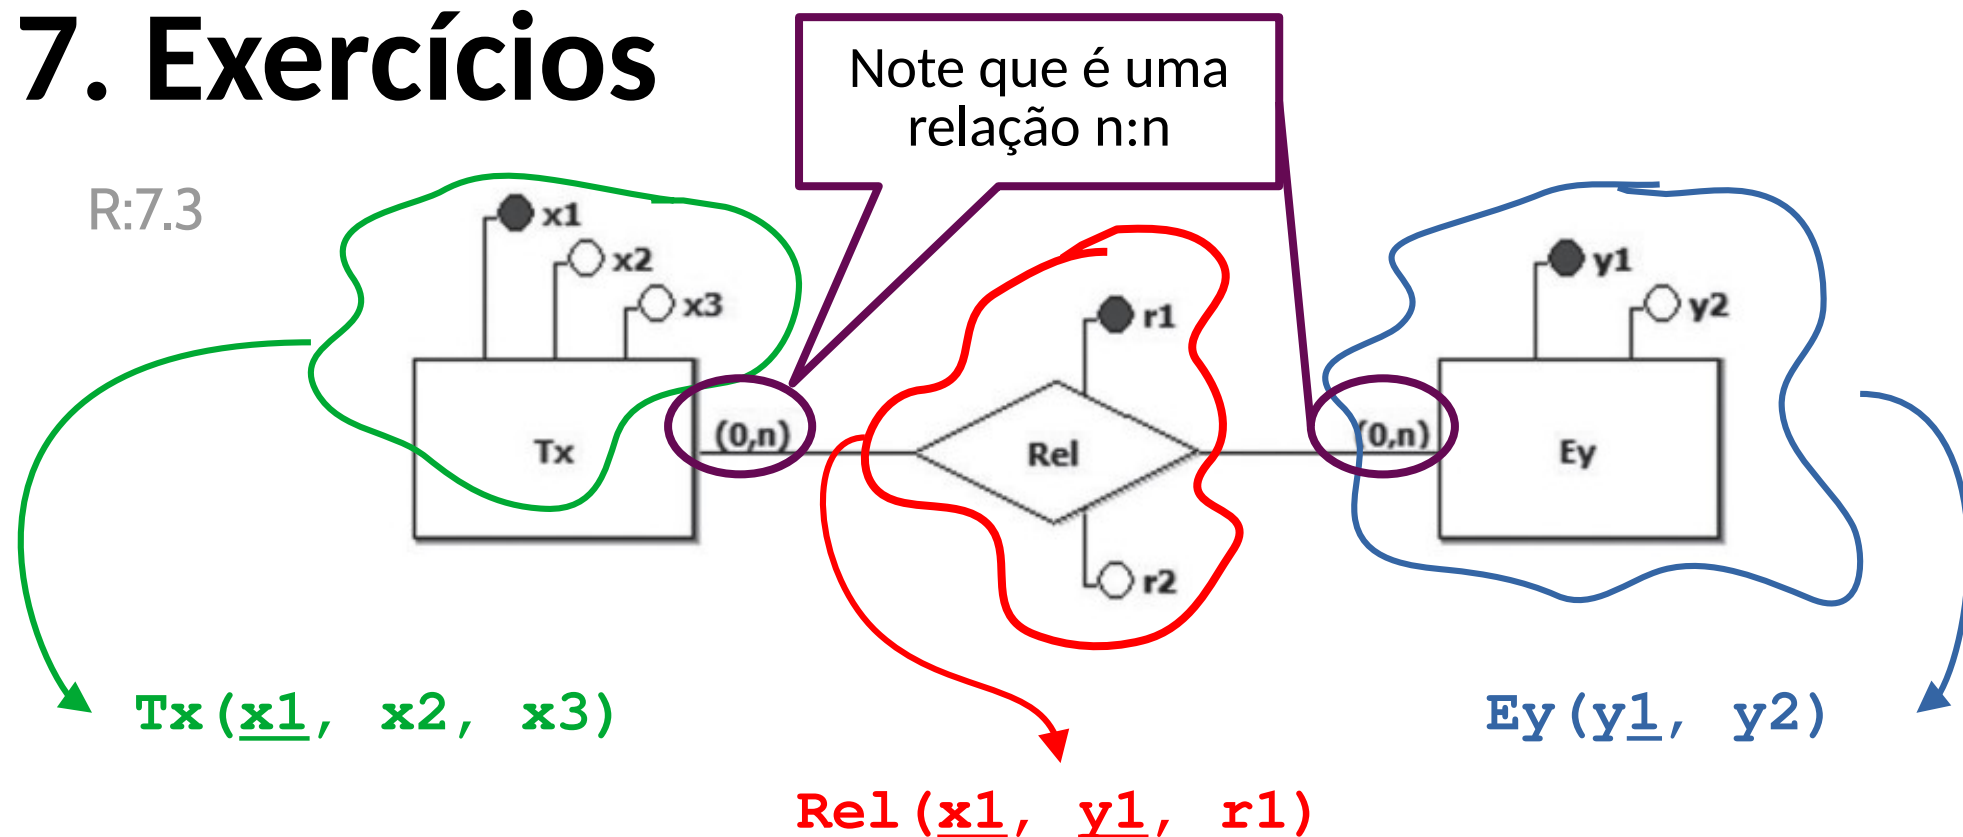 7. Exercícios
Note que é uma
relação n:n
R:7.3
x1
x2
x3
r1
y1
y2
(0,n)
(0,n)
Tx
Rel
Ey
r2
Tx(x1, x2, x3)
Ey(y1, y2)
Rel(x1, y1, r1)